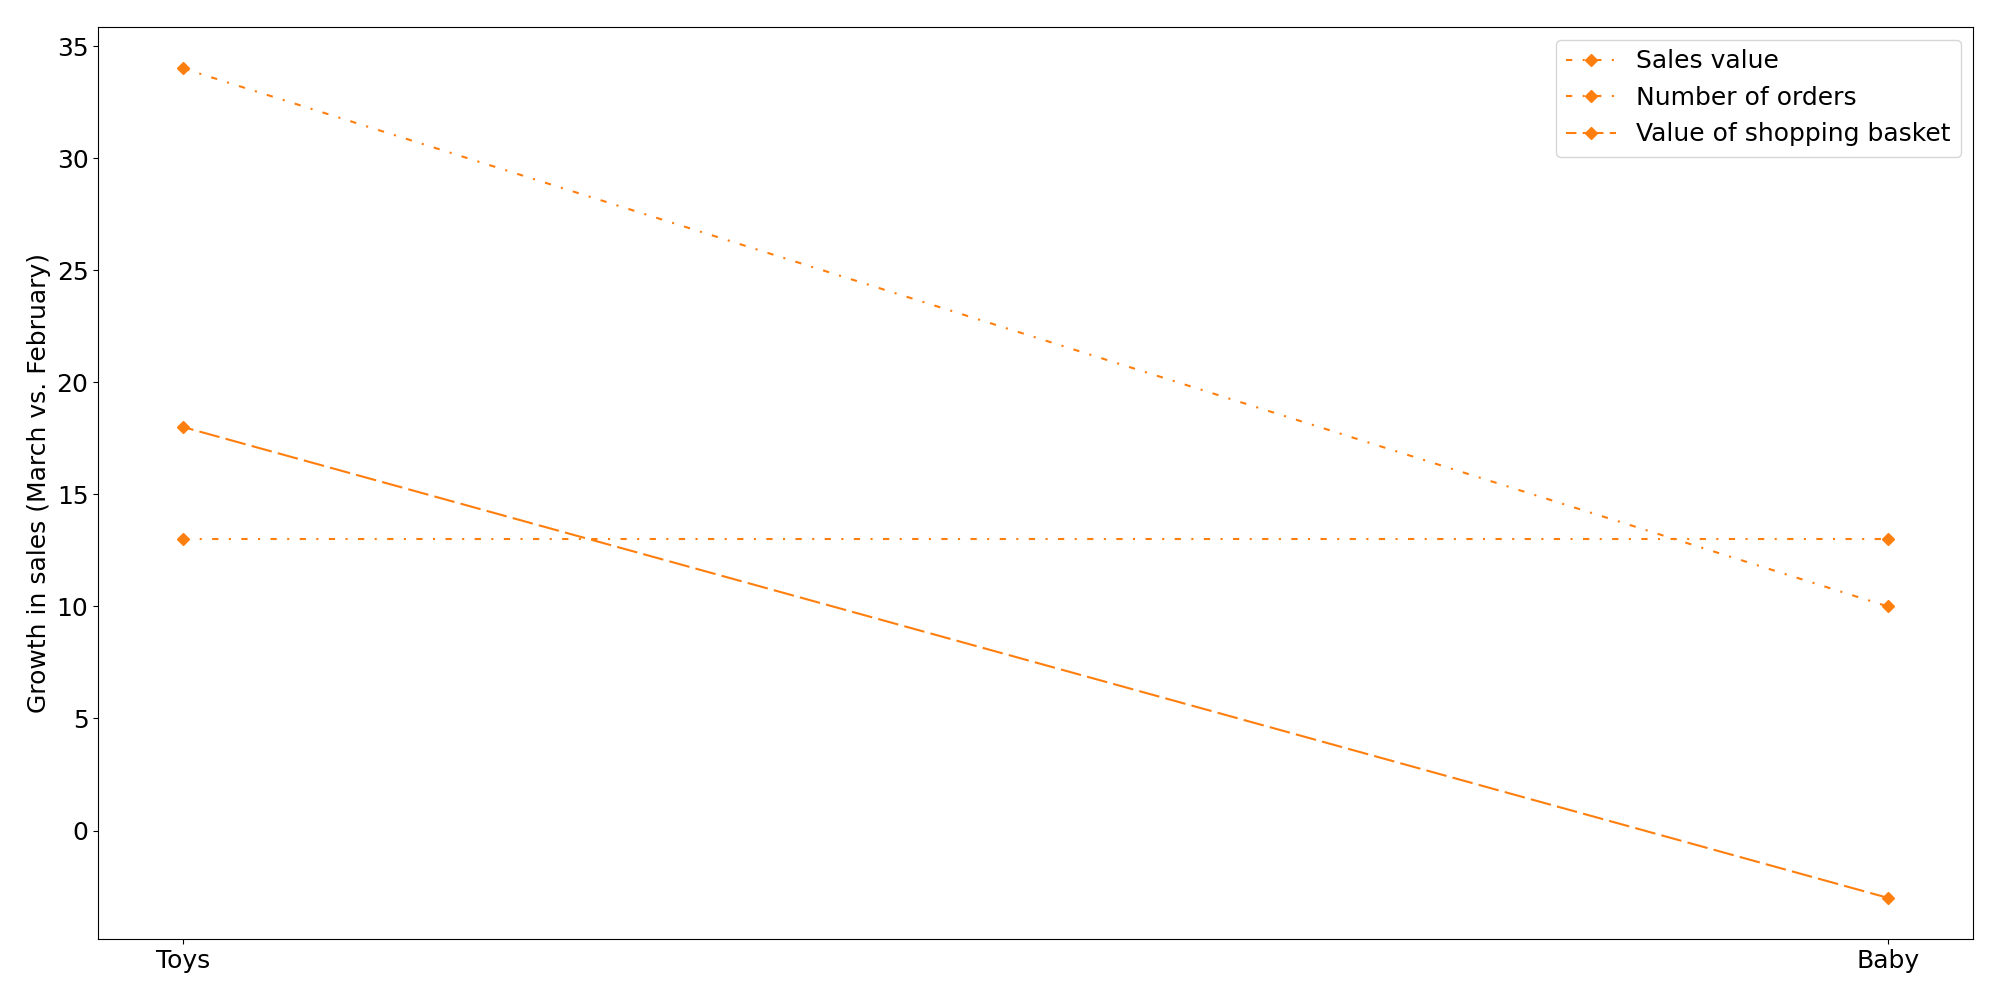 Growth in sales (March vs. February)
35
30
25
20
15
10
5
0
Toys
Baby
Sales value
Number of orders
Value of shopping basket